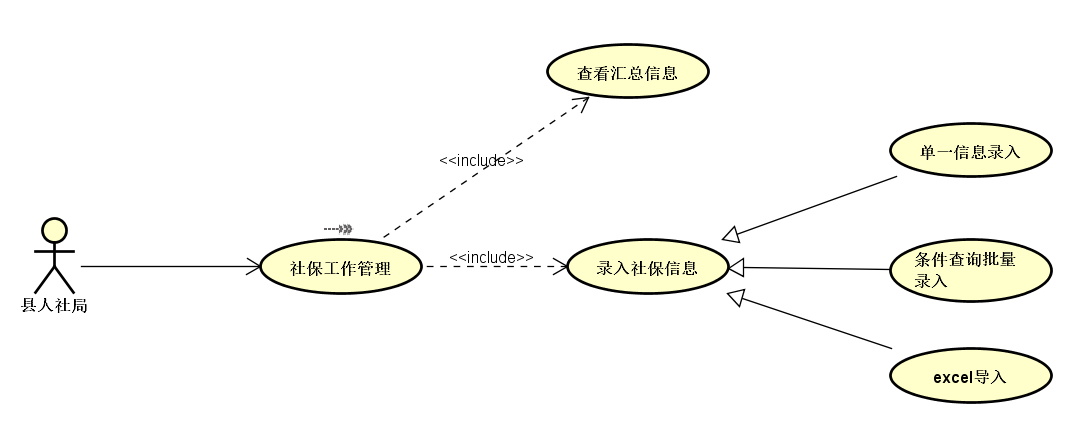 查看汇总信息
<<include>>
单一信息录入
社保工作管理
<<include>>
录入社保信息
条件查询批量
录入
县人社局
excel导入